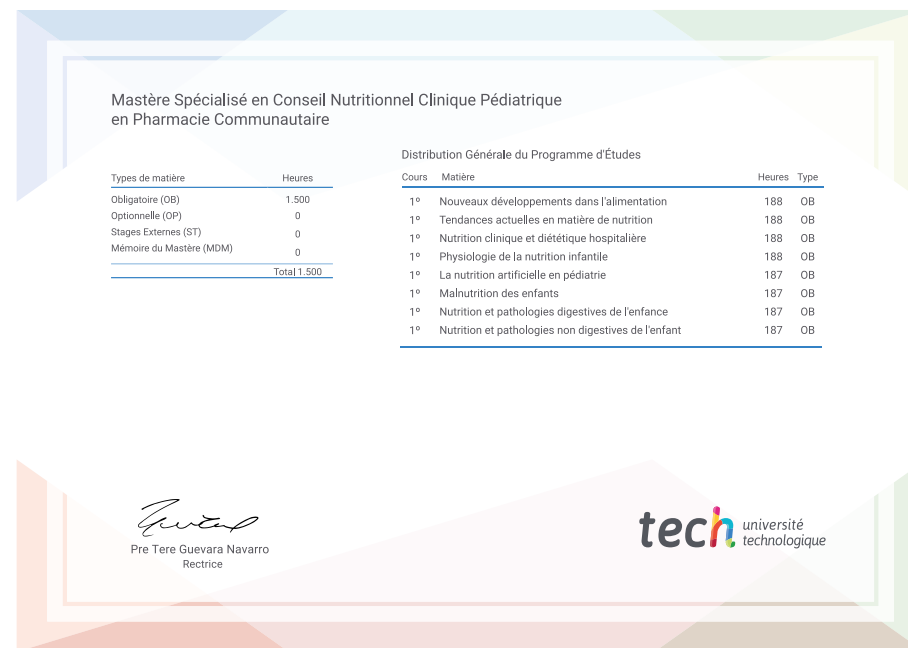 Mastère Spécialisé en Conseil Nutritionnel Clinique Pédiatrique
en Pharmacie Communautaire
Types de matière Heures
Obligatoire (OB) 1.500
Optionnelle (OP) 0
Stages Externes (ST) 0
Mémoire du Mastère (MDM) 0
Total 1.500
Distribution Générale du Programme d'Études
Cours Matière Heures Type
1º Nouveaux développements dans l'alimentation 188 OB
1º Tendances actuelles en matière de nutrition 188 OB
1º Nutrition clinique et diététique hospitalière 188 OB
1º Physiologie de la nutrition infantile 188 OB
1º La nutrition artificielle en pédiatrie 187 OB
1º Malnutrition des enfants 187 OB
1º Nutrition et pathologies digestives de l'enfance 187 OB
1º Nutrition et pathologies non digestives de l'enfant 187 OB
Pre Tere Guevara Navarro
Rectrice
tech université
technologique